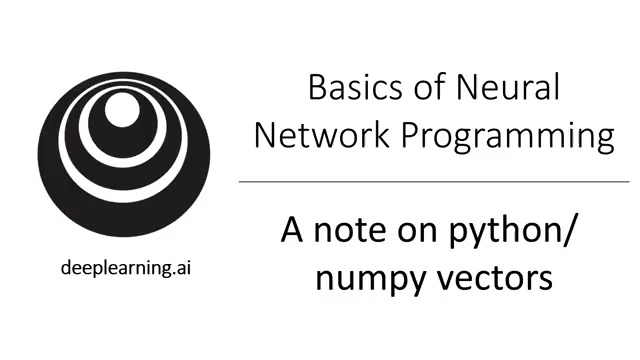 deeplearning.ai
Basics of Neural
Network Programming
A note on python/
numpy vectors